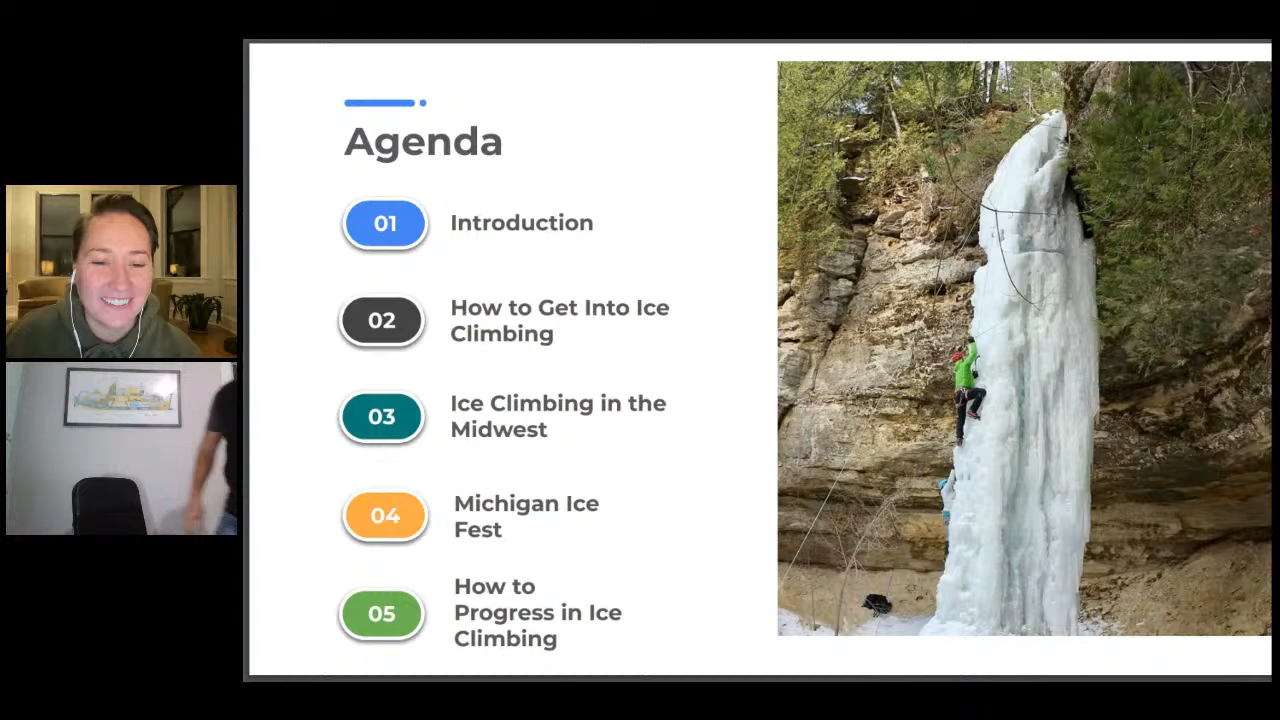 Agenda
01
Introduction
02
How to Get Into Ice
Climbing
03
Ice Climbing in the
Midwest
04
Michigan Ice
Fest
05
How to
Progress in Ice
Climbing